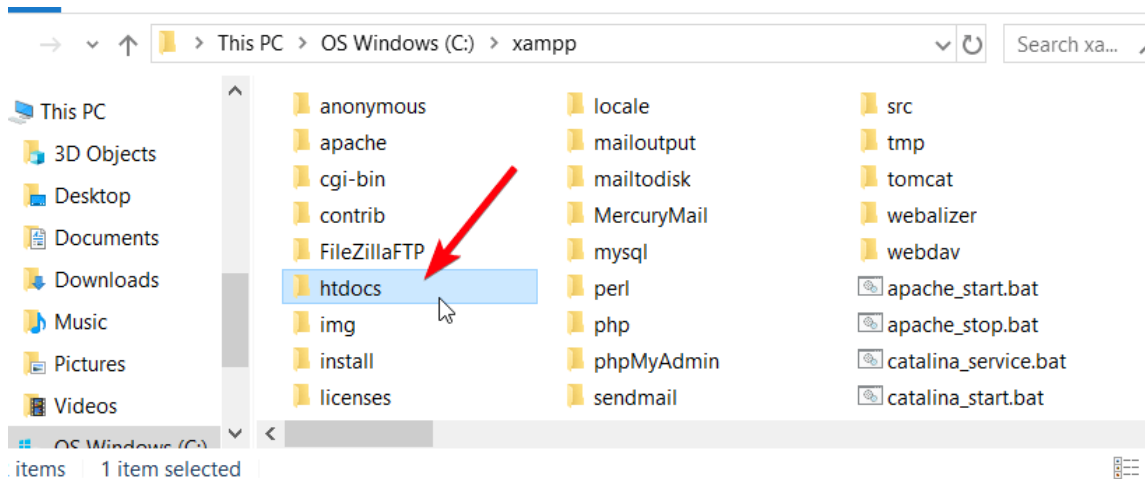 This PC > OS Windows (C:) > xampp
Search xa...
This PC
3D Objects
Desktop
Documents
Downloads
Music
Pictures
Videos
OS Windows (C:)
anonymous
apache
cgi-bin
contrib
FileZillaFTP
htdocs
img
install
licenses
locale
mailoutput
mailtodisk
MercuryMail
mysql
perl
php
phpMyAdmin
sendmail
src
tmp
tomcat
webalizer
webdav
apache_start.bat
apache_stop.bat
catalina_service.bat
catalina_start.bat
items 1 item selected